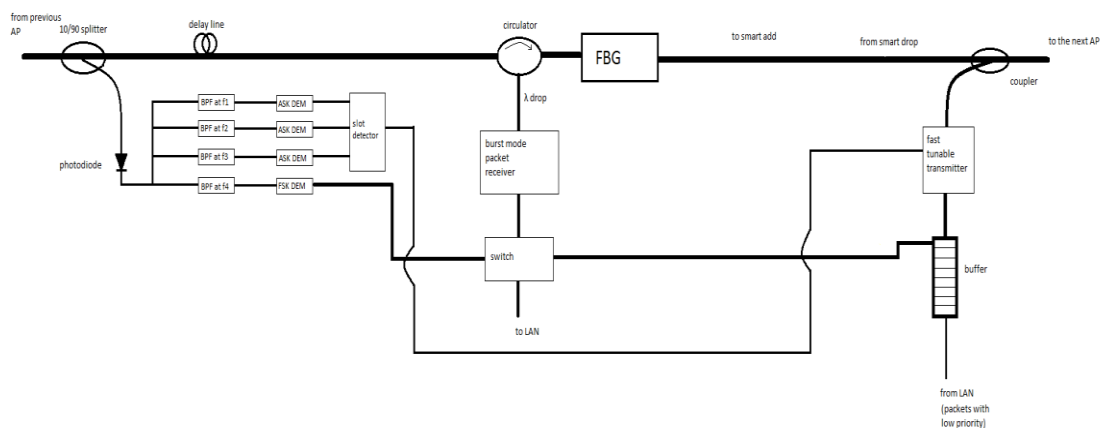 from previous
AP
10/90 splitter
delay line
circulator
FBG
to smart add
from smart drop
to the next AP
coupler
λ drop
BPF at f1
ASK DEM
BPF at f2
ASK DEM
BPF at f3
ASK DEM
BPF at f4
FSK DEM
slot
detector
photodiode
burst mode
packet
receiver
fast
tunable
transmitter
switch
buffer
to LAN
from LAN
(packets with
low priority)